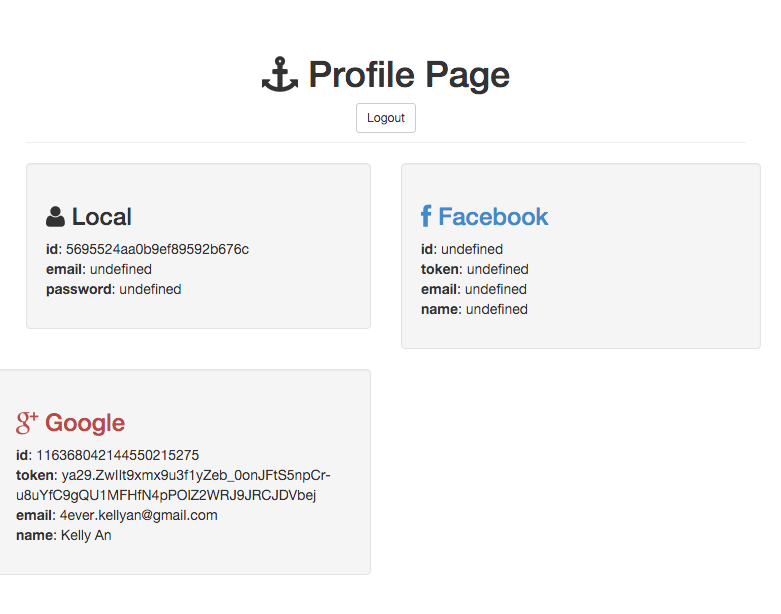 Profile Page
Logout
Local
id: 5695524aa0b9ef89592b676c
email: undefined
password: undefined
Facebook
id: undefined
token: undefined
email: undefined
name: undefined
Google
id: 116368042144550215275
token: ya29.ZwIIt9xmx9u3f1yZeb_0onJFtS5npCr-
u8uYfC9gQU1MFHfN4pPOIZ2WRJ9JRCJDVbej
email: 4ever.kellyan@gmail.com
name: Kelly An